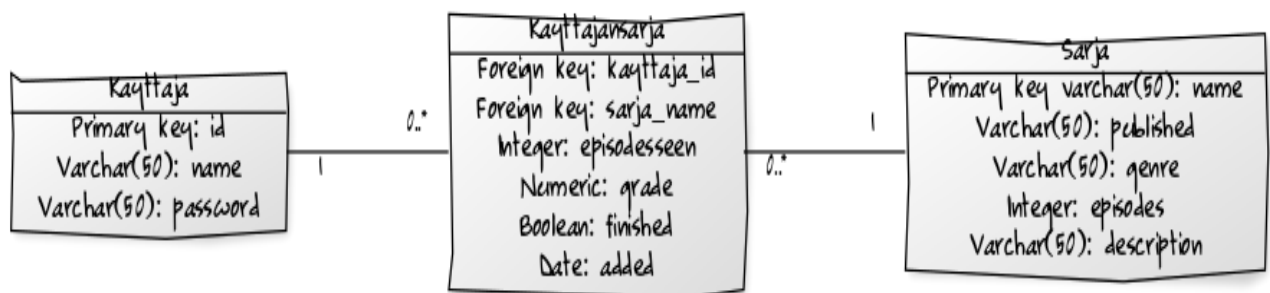 Kayttaja
Primary key: id
Varchar(50): name
Varchar(50): password
1
0..*
Kayttajansarja
Foreign key: kayttaja_id
Foreign key: sarja_name
Integer: episodesseen
Numeric: grade
Boolean: finished
Date: added
0..*
1
Sarja
Primary key varchar(50): name
Varchar(50): published
Varchar(50): genre
Integer: episodes
Varchar(50): description